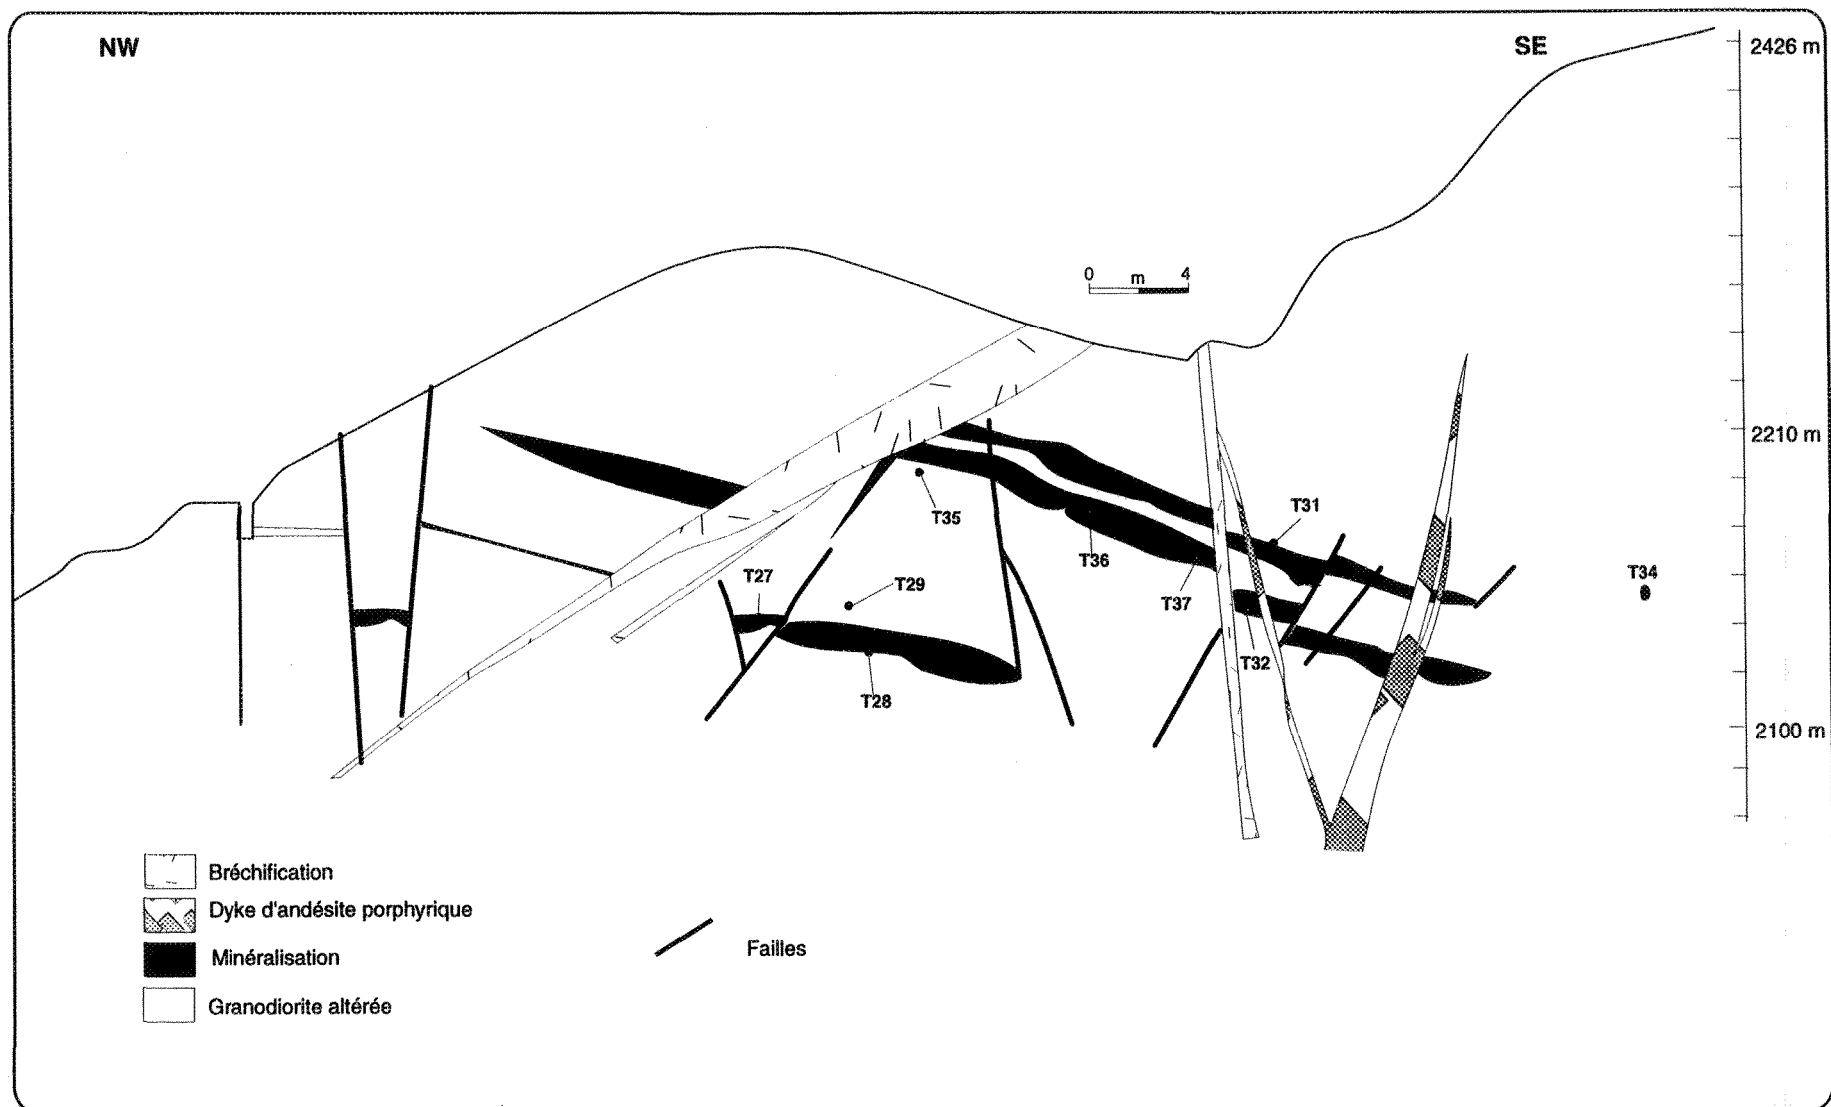 NW
SE
2426 m
0 m 4
2210 m
T31
T35
T36
T34
T27
T29
T37
T32
T28
2100 m
Bréchification
Dyke d'andésite porphyrique
Minéralisation
Failles
Granodiorite altérée